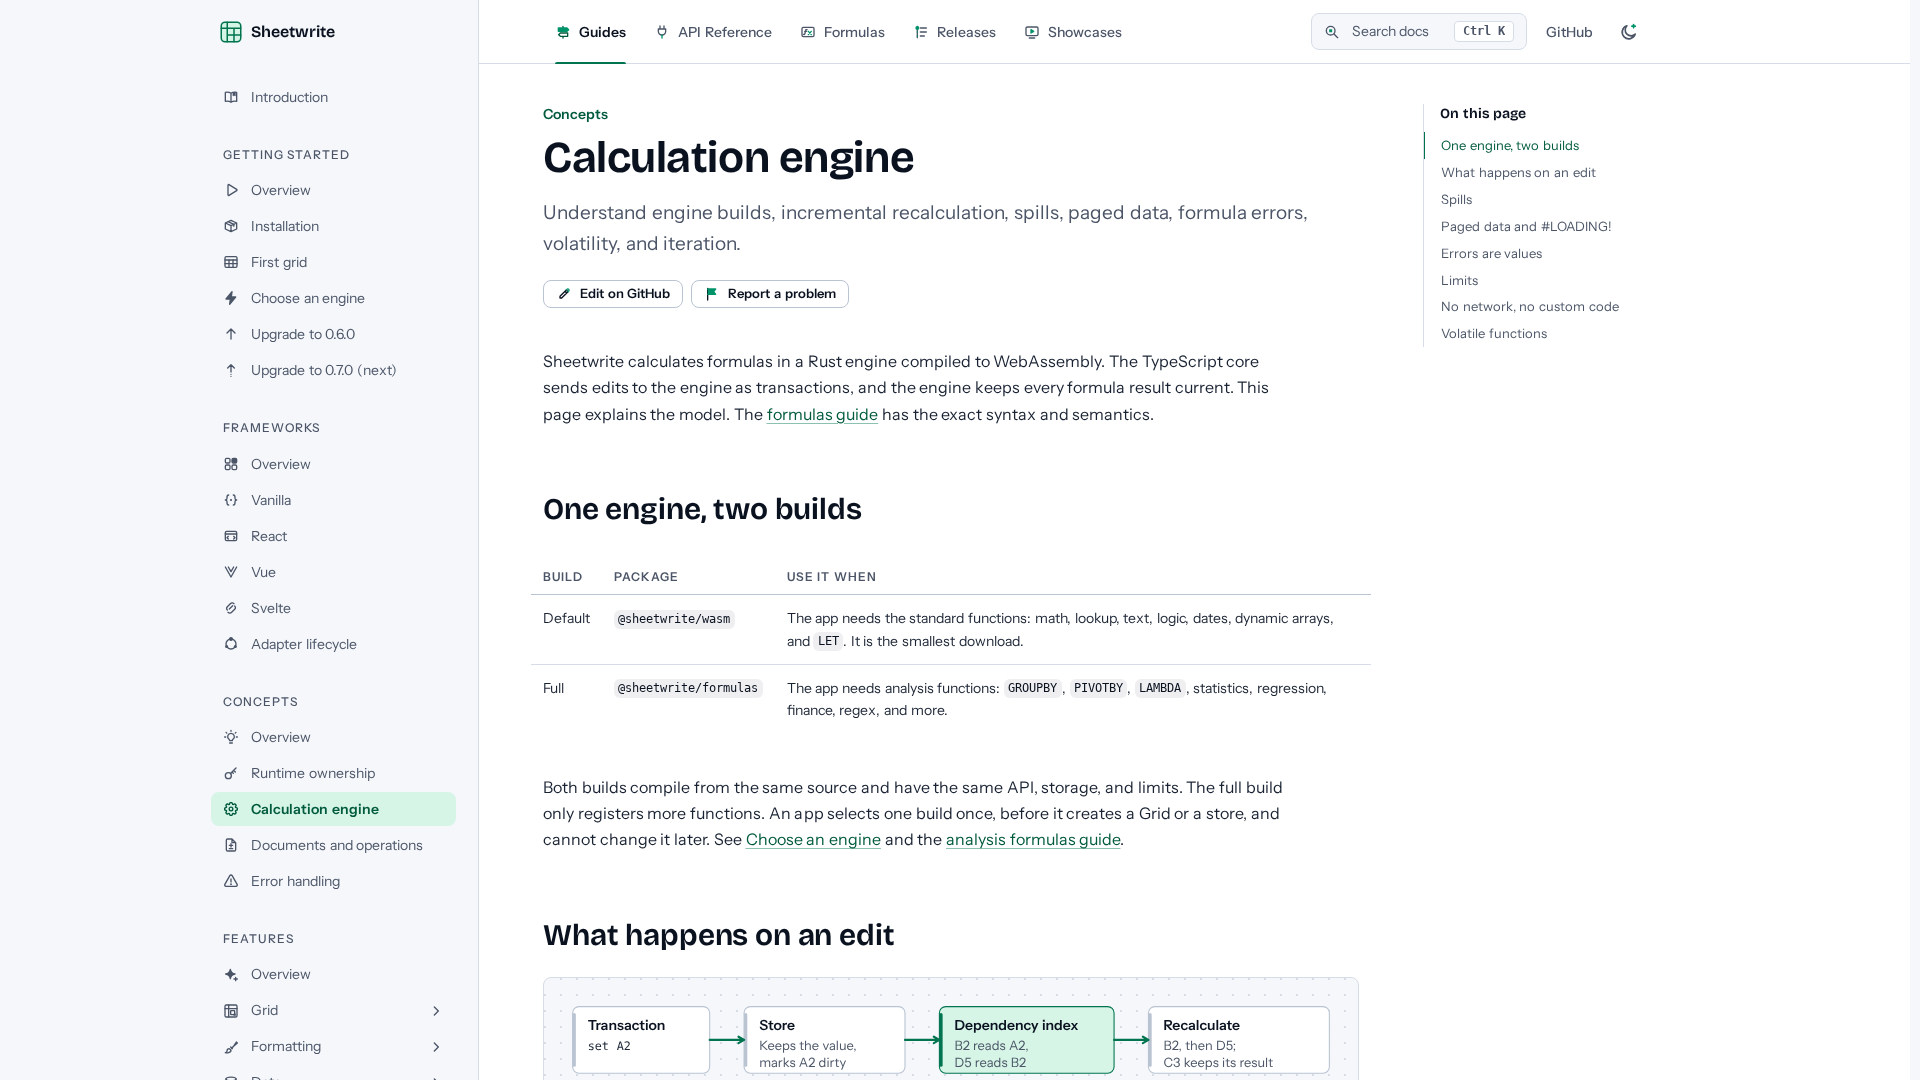 Sheetwrite
Guides
API Reference
Formulas
Releases
Showcases
Search docs
Ctrl K
GitHub
Introduction
GETTING STARTED
Overview
Installation
First grid
Choose an engine
Upgrade to 0.6.0
Upgrade to 0.7.0 (next)
FRAMEWORKS
Overview
Vanilla
React
Vue
Svelte
Adapter lifecycle
CONCEPTS
Overview
Runtime ownership
Calculation engine
Documents and operations
Error handling
FEATURES
Overview
Grid
Formatting
Concepts
Calculation engine
Understand engine builds, incremental recalculation, spills, paged data, formula errors,
volatility, and iteration.
Edit on GitHub
Report a problem
Sheetwrite calculates formulas in a Rust engine compiled to WebAssembly. The TypeScript core
sends edits to the engine as transactions, and the engine keeps every formula result current. This
page explains the model. The formulas guide has the exact syntax and semantics.
One engine, two builds
BUILD PACKAGE USE IT WHEN
Default @sheetwrite/wasm The app needs the standard functions: math, lookup, text, logic, dates, dynamic arrays,
and LET. It is the smallest download.
Full @sheetwrite/formulas The app needs analysis functions: GROUPBY, PIVOTBY, LAMBDA, statistics, regression,
finance, regex, and more.
Both builds compile from the same source and have the same API, storage, and limits. The full build
only registers more functions. An app selects one build once, before it creates a Grid or a store, and
cannot change it later. See Choose an engine and the analysis formulas guide.
What happens on an edit
Transaction
set A2
Store
Keeps the value,
marks A2 dirty
Dependency index
B2 reads A2,
D5 reads B2
Recalculate
B2, then D5;
C3 keeps its result
On this page
One engine, two builds
What happens on an edit
Spills
Paged data and #LOADING!
Errors are values
Limits
No network, no custom code
Volatile functions